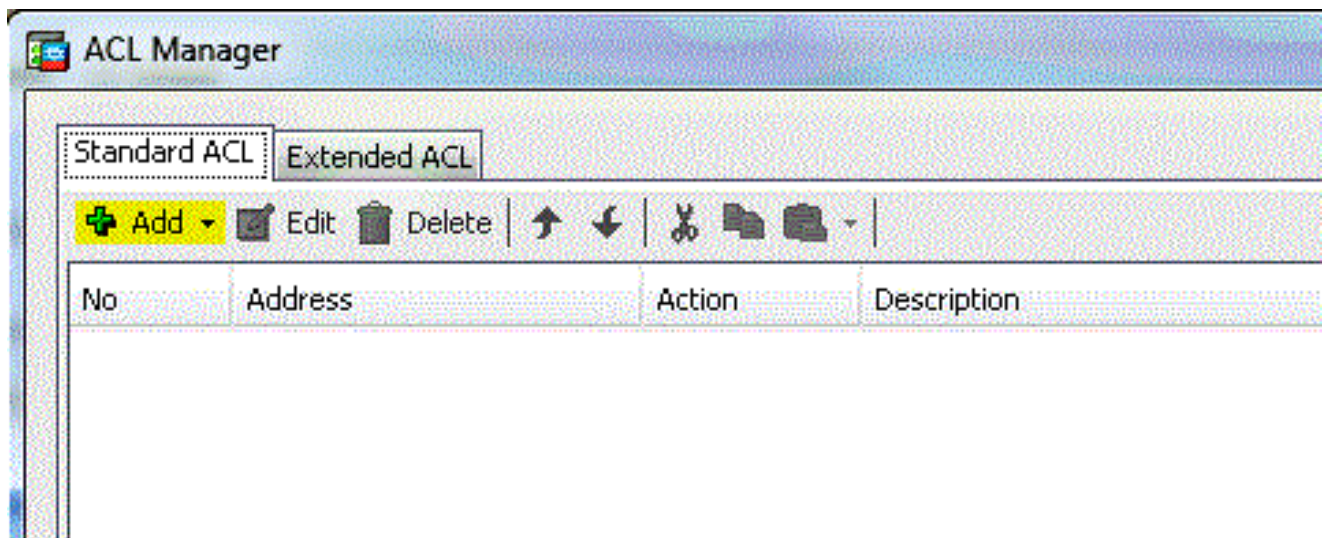 ACL Manager
Standard ACL Extended ACL
Add Edit Delete
No Address Action Description